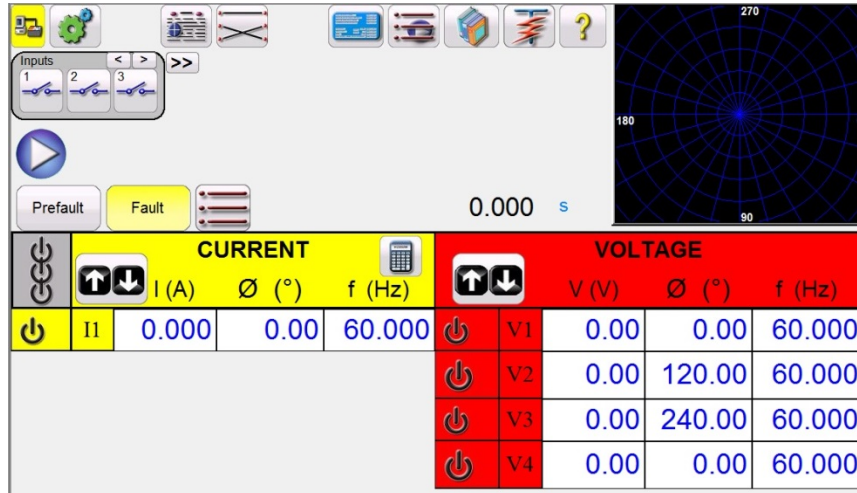 270
?
Inputs < > >>
1 2 3
180
Prefault Fault 0.000 s
90
CURRENT VOLTAGE
I (A) Ø (°) f (Hz) V (V) Ø (°) f (Hz)
I1 0.000 0.00 60.000 V1 0.00 0.00 60.000
V2 0.00 120.00 60.000
V3 0.00 240.00 60.000
V4 0.00 0.00 60.000